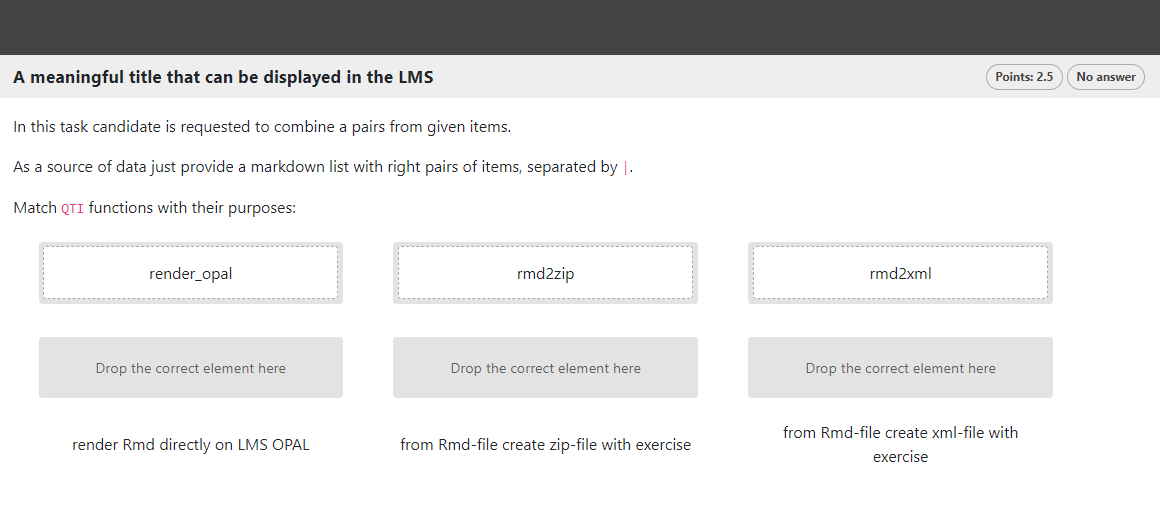 A meaningful title that can be displayed in the LMS
Points: 2.5
No answer
In this task candidate is requested to combine a pairs from given items.
As a source of data just provide a markdown list with right pairs of items, separated by |.
Match QTI functions with their purposes:
render_opal
rmd2zip
rmd2xml
Drop the correct element here
Drop the correct element here
Drop the correct element here
render Rmd directly on LMS OPAL
from Rmd-file create zip-file with exercise
from Rmd-file create xml-file with
exercise